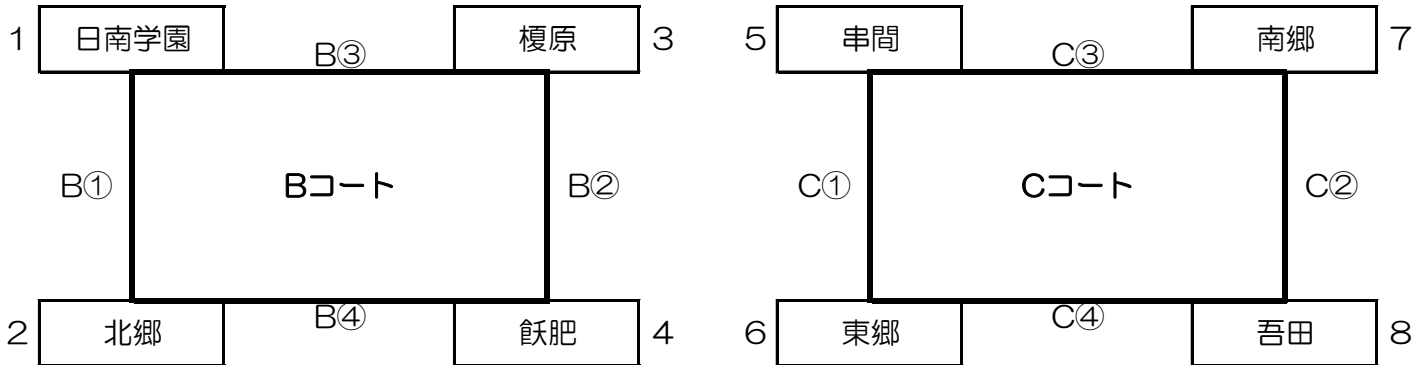 1 日南学園 B③ 榎原 3 5 串間 C③ 南郷 7
B① Bコート B② C① Cコート C②
2 北郷 B④ 飫肥 4 6 東郷 C④ 吾田 8